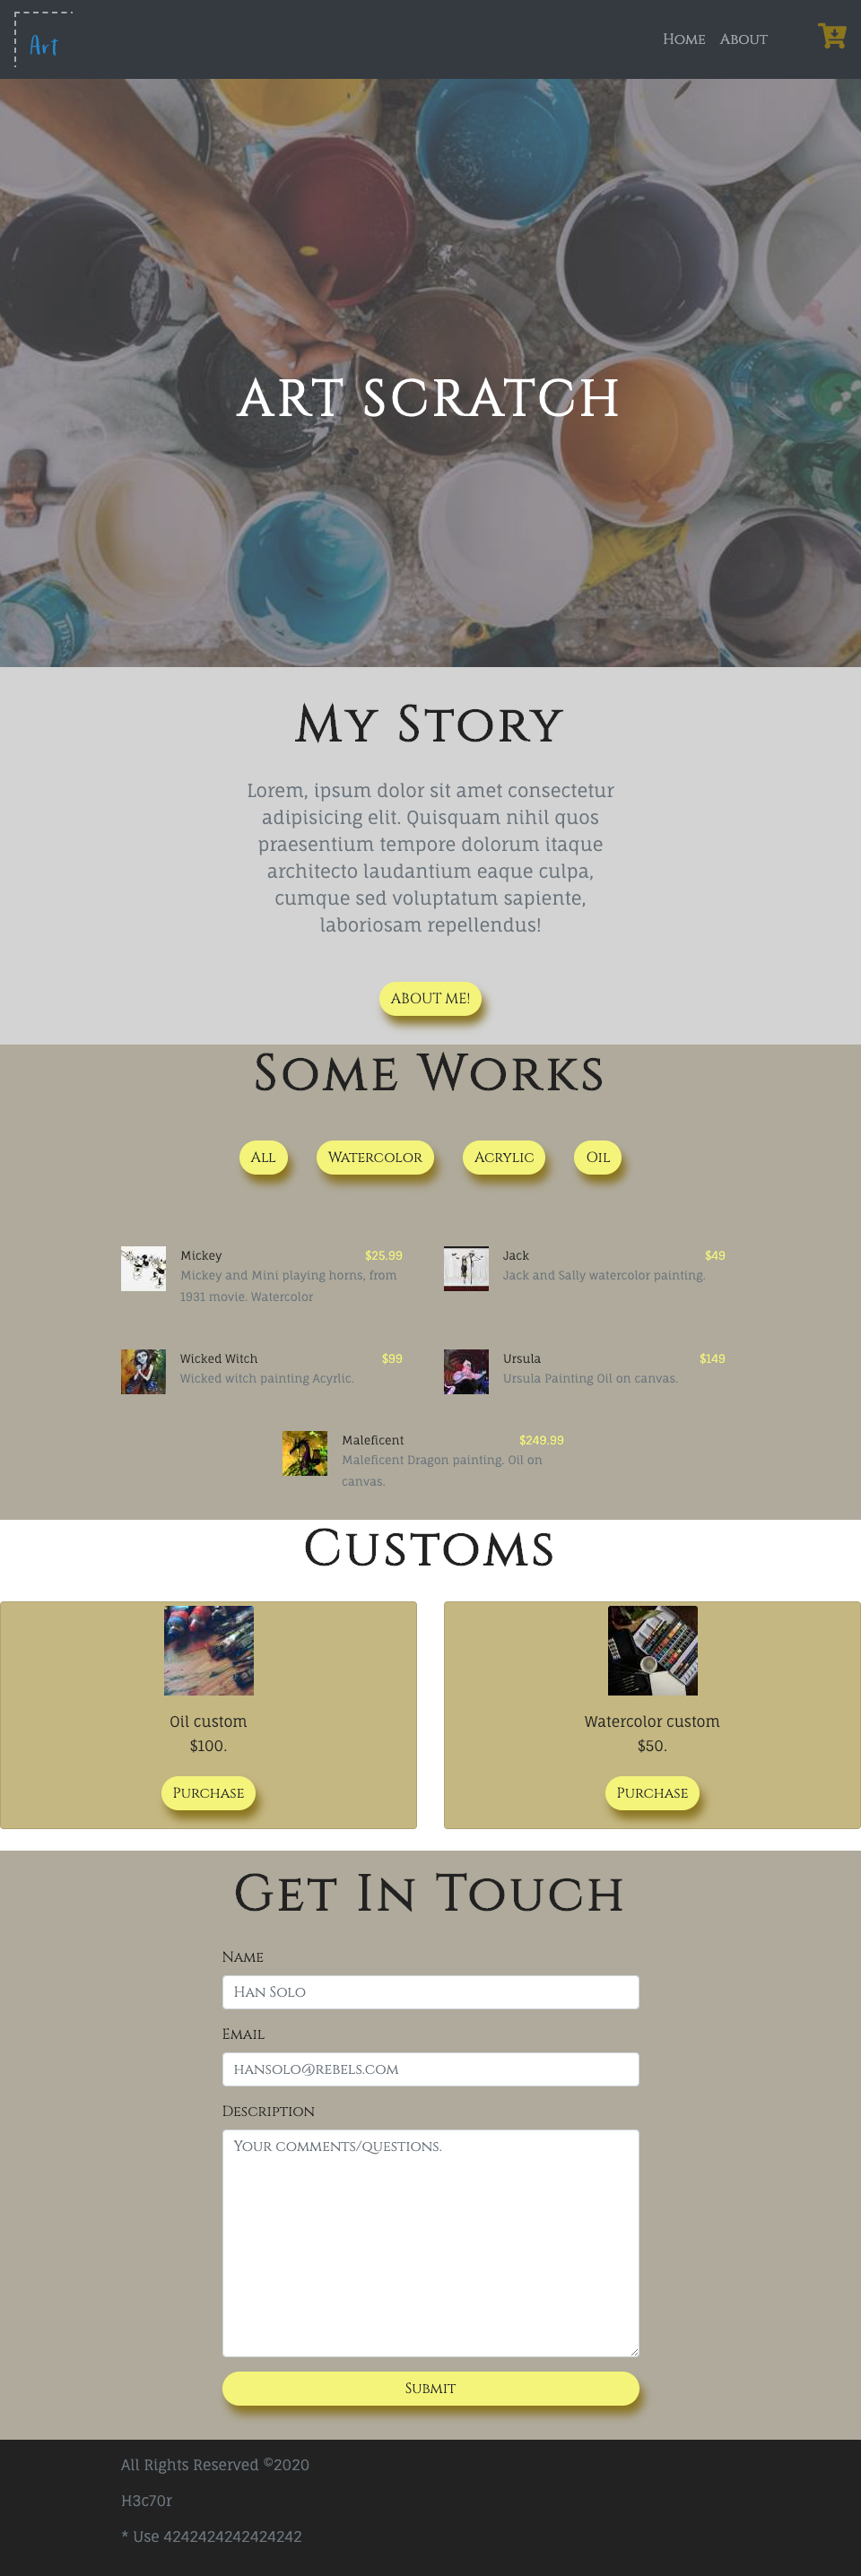 Art
Home About
ART SCRATCH
My Story
Lorem, ipsum dolor sit amet consectetur
adipisicing elit. Quisquam nihil quos
praesentium tempore dolorum itaque
architecto laudantium eaque culpa,
cumque sed voluptatum sapiente,
laboriosam repellendus!
ABOUT ME!
Some Works
All Watercolor Acrylic Oil
Mickey $25.99
Mickey and Mini playing horns, from
1931 movie. Watercolor
Jack $49
Jack and Sally watercolor painting.
Wicked Witch $99
Wicked witch painting Acyrlic.
Ursula $149
Ursula Painting Oil on canvas.
Maleficent $249.99
Maleficent Dragon painting. Oil on
canvas.
Customs
Oil custom
$100.
Purchase
Watercolor custom
$50.
Purchase
Get In Touch
Name
Han Solo
Email
hansolo@rebels.com
Description
Your comments/questions.
Submit
All Rights Reserved ©2020
H3c70r
* Use 4242424242424242